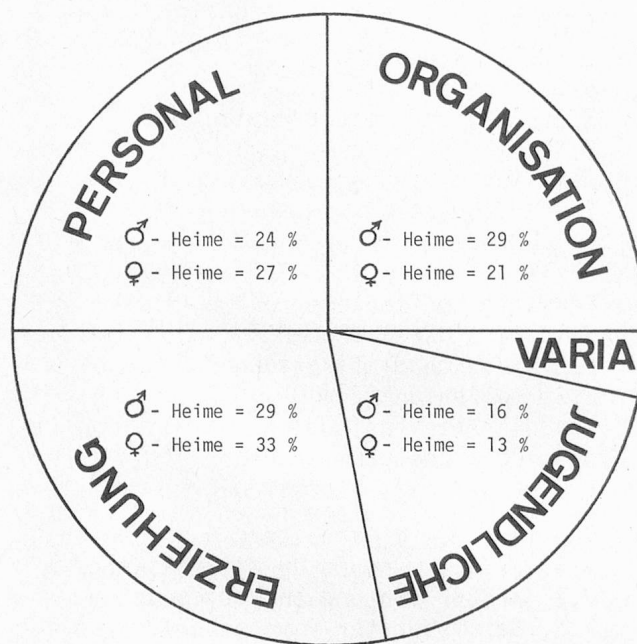 PERSONAL
♂ - Heime = 24 %
♀ - Heime = 27 %
ORGANISATION
♂ - Heime = 29 %
♀ - Heime = 21 %
VARIA
ERZIEHUNG
♂ - Heime = 29 %
♀ - Heime = 33 %
JUGENDLICHE
♂ - Heime = 16 %
♀ - Heime = 13 %